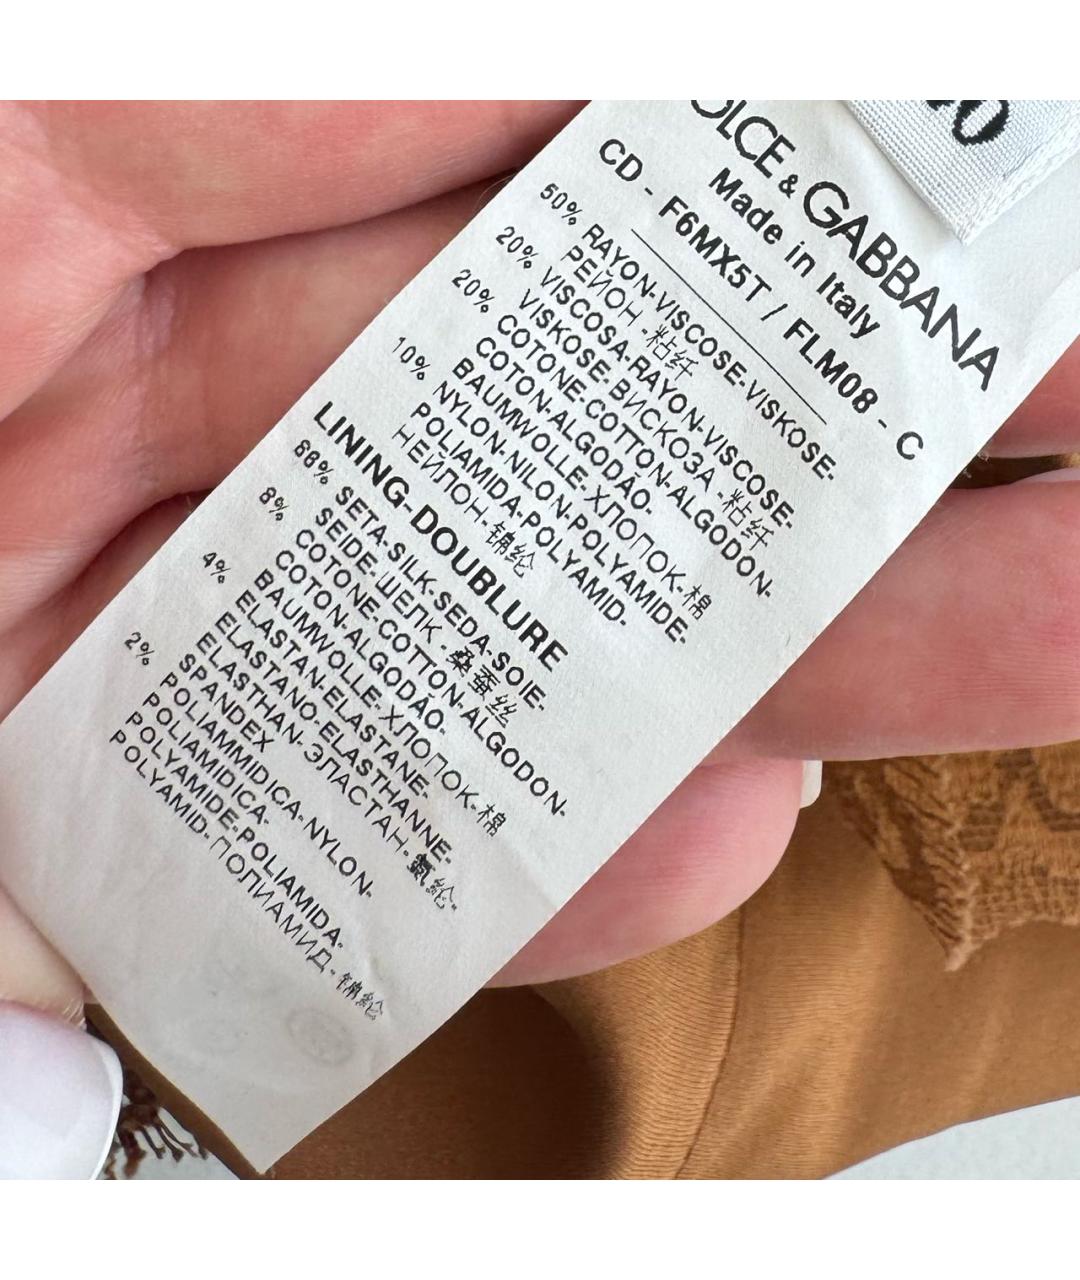 40
DOLCE & GABBANA
Made in Italy
CD - F6MX5T / FLM08 - C
50% RAYON-VISCOSE-VISKOSE-
РЕЙОН -粘纤
20% VISCOSA-RAYON-VISCOSE-
VISKOSE-ВИСКОЗА -粘纤
20% COTONE-COTTON-ALGODON-
COTON-ALGODÃO-
BAUMWOLLE-ХЛОПОК-棉
10% NYLON-NILON-POLYAMIDE-
POLIAMIDA-POLYAMID-
НЕЙЛОН-锦纶
LINING-DOUBLURE
86% SETA-SILK-SEDA-SOIE-
SEIDE-ШЕЛК -桑蚕丝
8% COTONE-COTTON-ALGODON-
COTON-ALGODÃO-
BAUMWOLLE-ХЛОПОК-棉
4% ELASTAN-ELASTANE-
ELASTANO-ELASTHANNE-
ELASTHAN-ЭЛАСТАН-氨纶-
SPANDEX
2% POLIAMMIDICA-NYLON-
POLIAMIDICA-
POLYAMIDE-POLIAMIDA-
POLYAMID-ПОЛИАМИД-锦纶